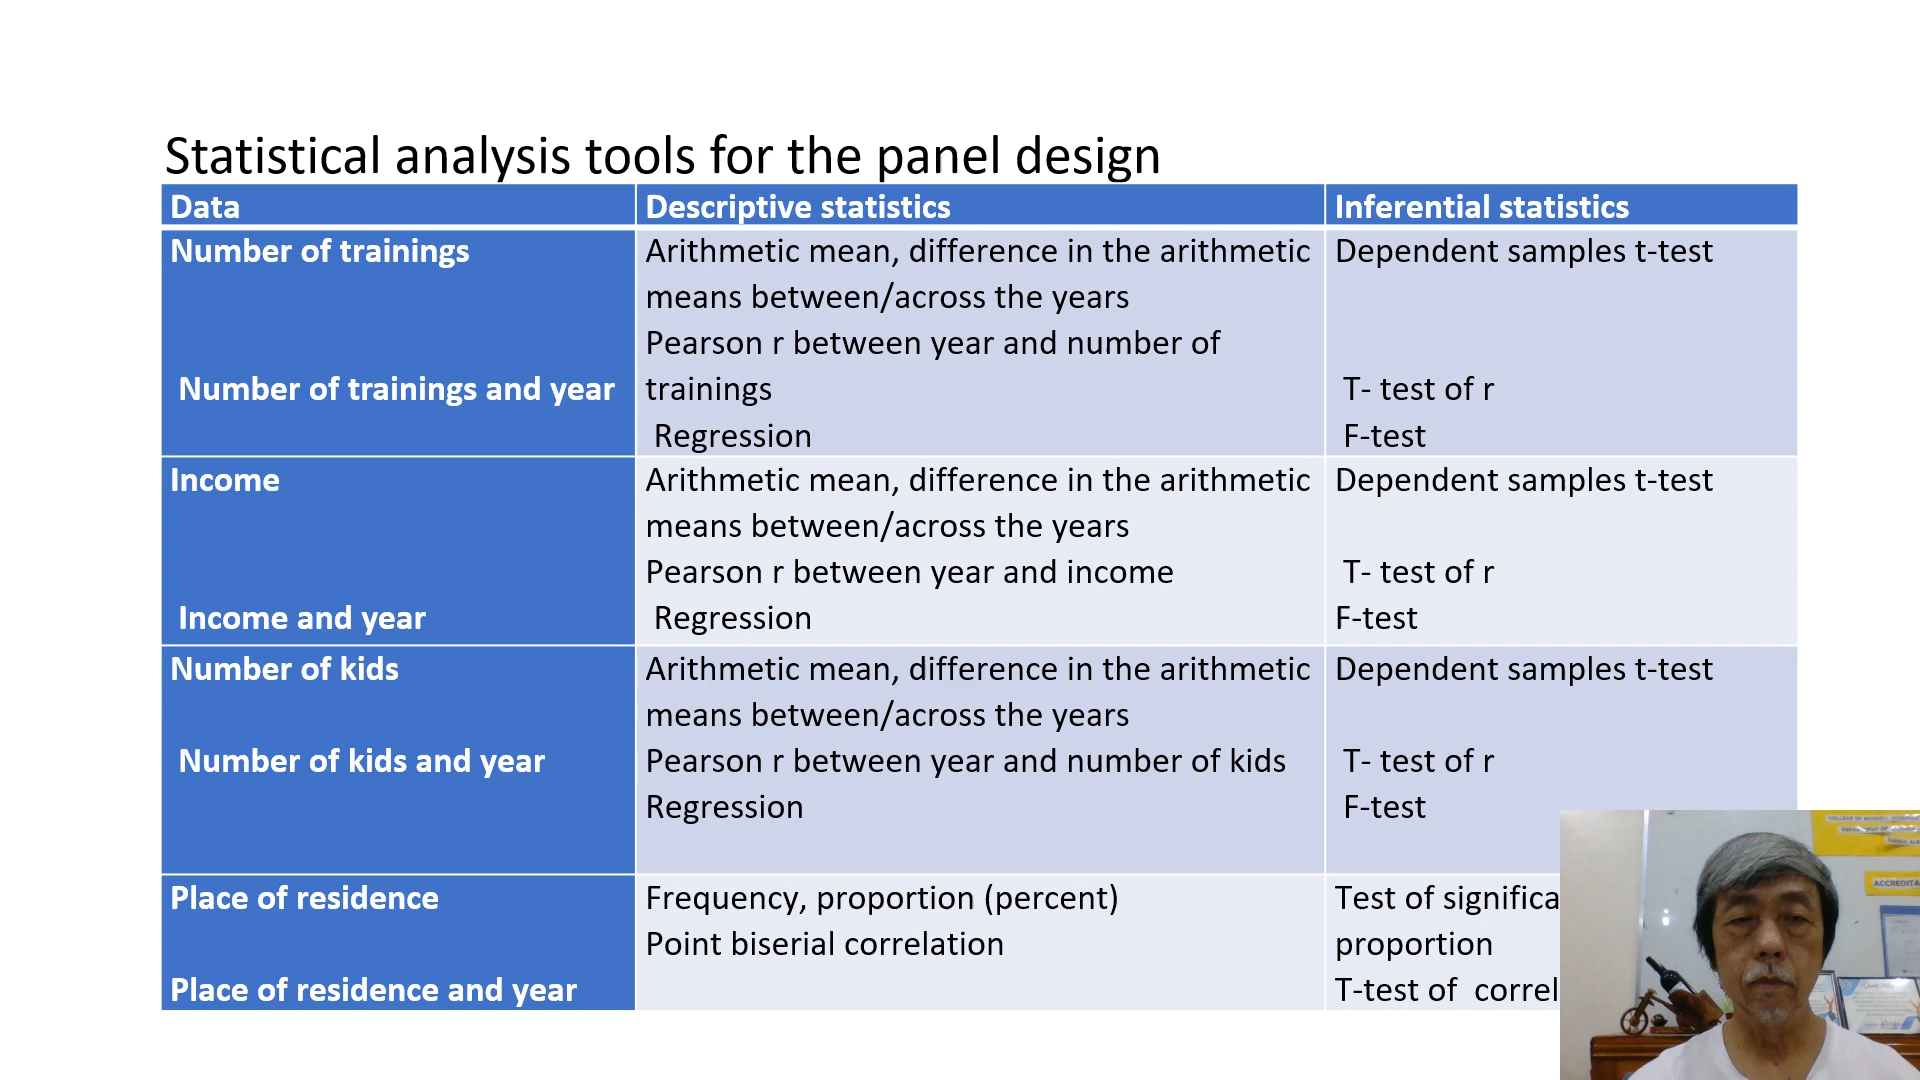 Statistical analysis tools for the panel design
Data
Descriptive statistics
Inferential statistics
Number of trainings
Number of trainings and year
Arithmetic mean, difference in the arithmetic
means between/across the years
Pearson r between year and number of
trainings
Regression
Dependent samples t-test
T- test of r
F-test
Income
Income and year
Arithmetic mean, difference in the arithmetic
means between/across the years
Pearson r between year and income
Regression
Dependent samples t-test
T- test of r
F-test
Number of kids
Number of kids and year
Arithmetic mean, difference in the arithmetic
means between/across the years
Pearson r between year and number of kids
Regression
Dependent samples t-test
T- test of r
F-test
Place of residence
Place of residence and year
Frequency, proportion (percent)
Point biserial correlation
Test of significa
proportion
T-test of correl
ACCREDITA